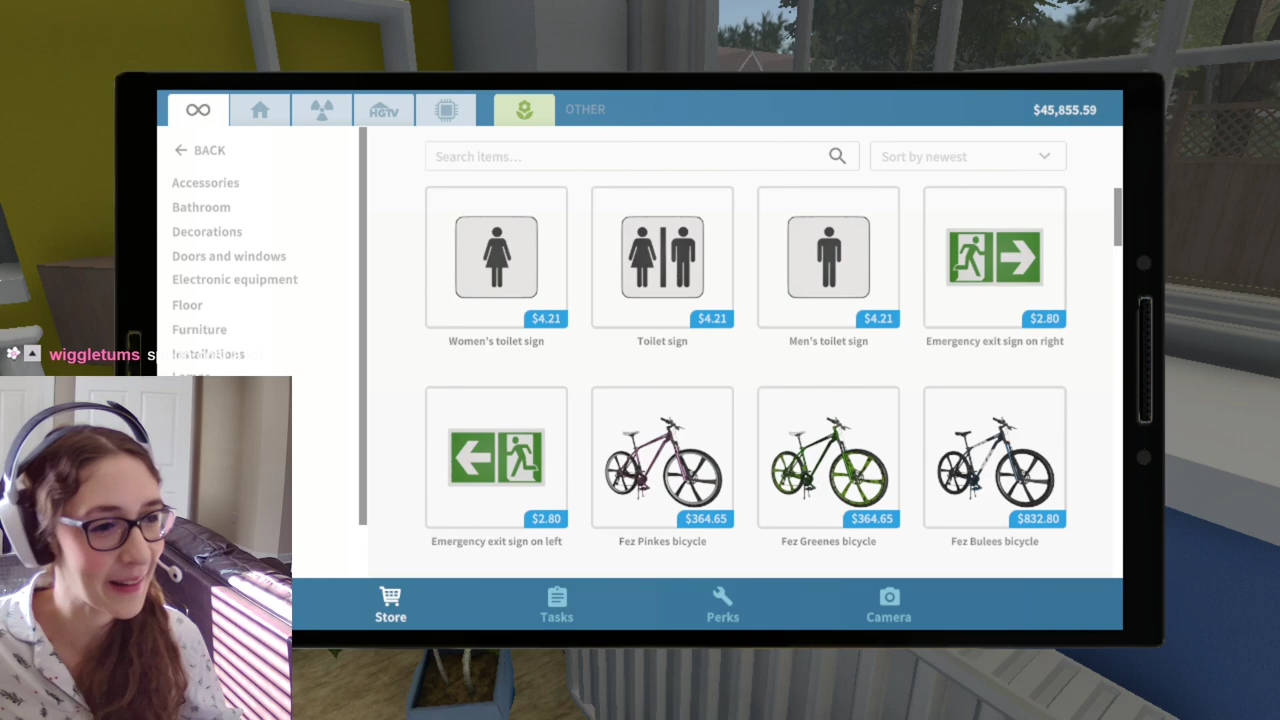 HGTV
OTHER
$45,855.59
BACK
Search items...
Sort by newest
Accessories
Bathroom
Decorations
Doors and windows
Electronic equipment
Floor
Furniture
Installations
Lamps
$4.21
$4.21
$4.21
$2.80
Women's toilet sign
Toilet sign
Men's toilet sign
Emergency exit sign on right
$2.80
$364.65
$364.65
$832.80
Emergency exit sign on left
Fez Pinkes bicycle
Fez Greenes bicycle
Fez Bulees bicycle
wiggletums
Store
Tasks
Perks
Camera